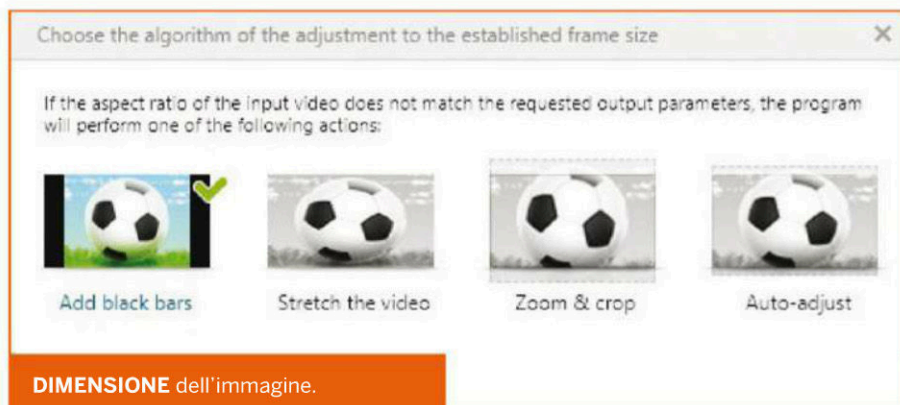 Choose the algorithm of the adjustment to the established frame size
If the aspect ratio of the input video does not match the requested output parameters, the program
will perform one of the following actions:
Add black bars
Stretch the video
Zoom & crop
Auto-adjust
DIMENSIONE dell'immagine.